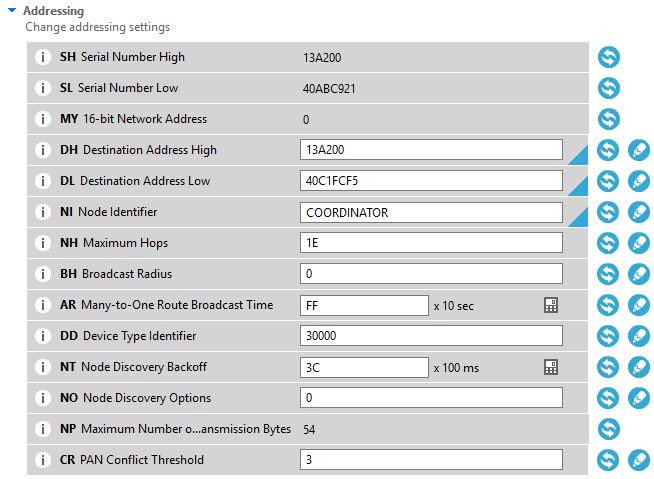 Addressing
Change addressing settings
i SH Serial Number High 13A200
i SL Serial Number Low 40ABC921
i MY 16-bit Network Address 0
i DH Destination Address High 13A200
i DL Destination Address Low 40C1FCF5
i NI Node Identifier COORDINATOR
i NH Maximum Hops 1E
i BH Broadcast Radius 0
i AR Many-to-One Route Broadcast Time FF x 10 sec
i DD Device Type Identifier 30000
i NT Node Discovery Backoff 3C x 100 ms
i NO Node Discovery Options 0
i NP Maximum Number o...ansmission Bytes 54
i CR PAN Conflict Threshold 3